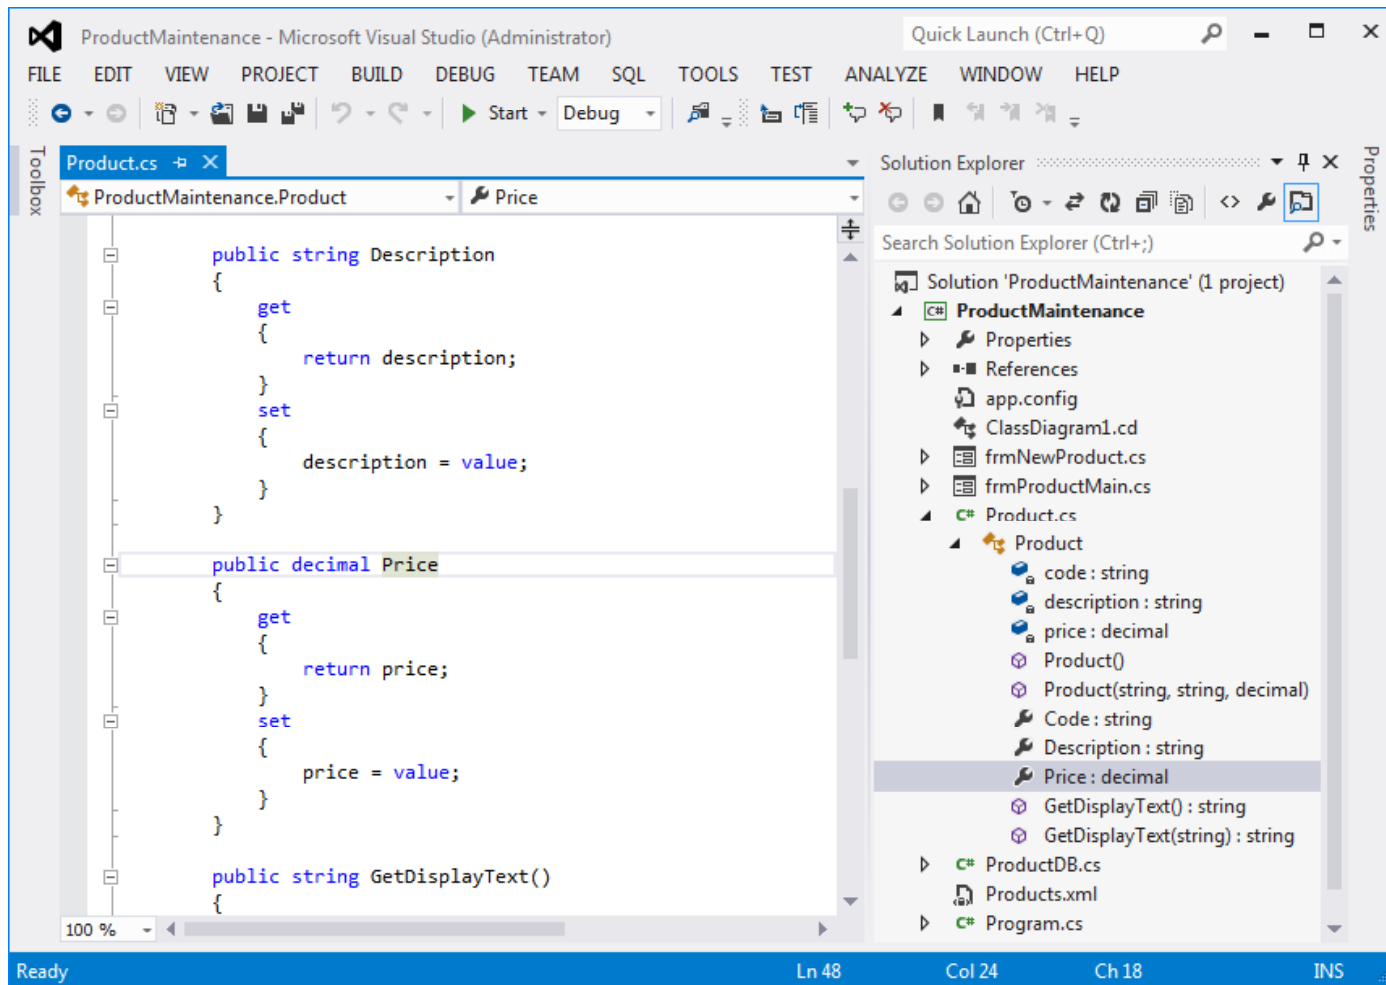 ProductMaintenance - Microsoft Visual Studio (Administrator)
Quick Launch (Ctrl+Q)
FILE EDIT VIEW PROJECT BUILD DEBUG TEAM SQL TOOLS TEST ANALYZE WINDOW HELP
Start Debug
Toolbox
Product.cs
ProductMaintenance.Product
Price
public string Description
{
get
{
return description;
}
set
{
description = value;
}
}
public decimal Price
{
get
{
return price;
}
set
{
price = value;
}
}
public string GetDisplayText()
{
100 %
Solution Explorer
Search Solution Explorer (Ctrl+;)
Solution 'ProductMaintenance' (1 project)
C# ProductMaintenance
Properties
References
app.config
ClassDiagram1.cd
frmNewProduct.cs
frmProductMain.cs
C# Product.cs
Product
code : string
description : string
price : decimal
Product()
Product(string, string, decimal)
Code : string
Description : string
Price : decimal
GetDisplayText() : string
GetDisplayText(string) : string
C# ProductDB.cs
Products.xml
C# Program.cs
Properties
Ready Ln 48 Col 24 Ch 18 INS